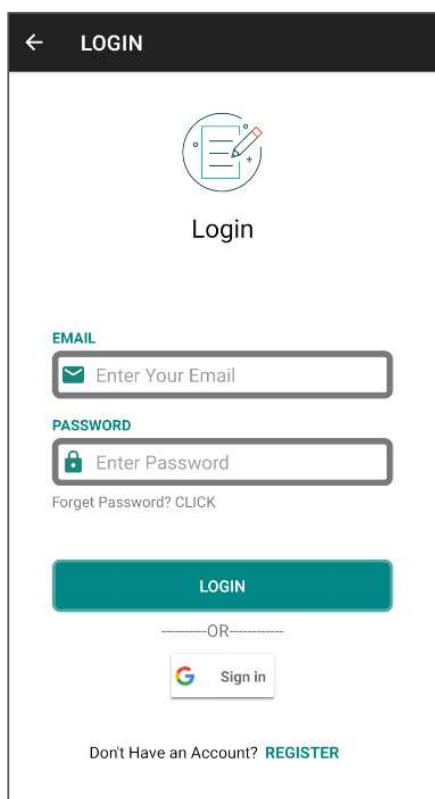 LOGIN
Login
EMAIL
Enter Your Email
PASSWORD
Enter Password
Forget Password? CLICK
LOGIN
----------OR------------
G Sign in
Don't Have an Account? REGISTER